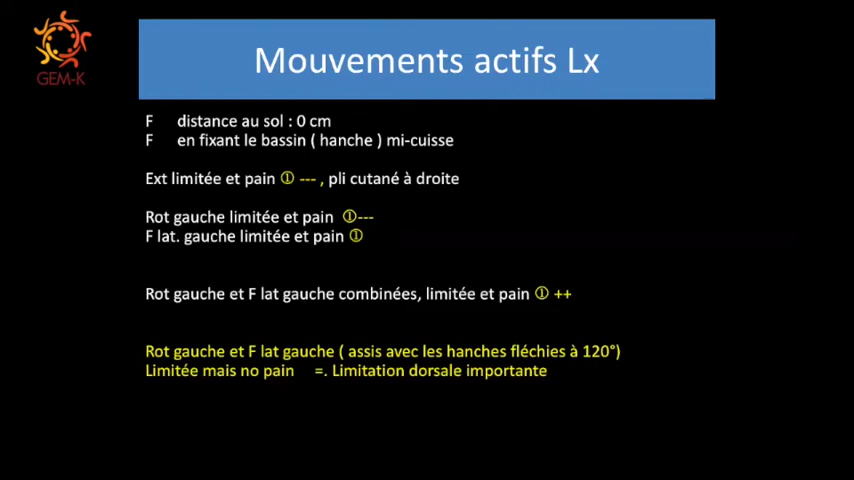 GEM-K
Mouvements actifs Lx
F distance au sol : 0 cm
F en fixant le bassin ( hanche ) mi-cuisse
Ext limitée et pain ① --- , pli cutané à droite
Rot gauche limitée et pain ①---
F lat. gauche limitée et pain ①
Rot gauche et F lat gauche combinées, limitée et pain ① ++
Rot gauche et F lat gauche ( assis avec les hanches fléchies à 120°)
Limitée mais no pain =. Limitation dorsale importante